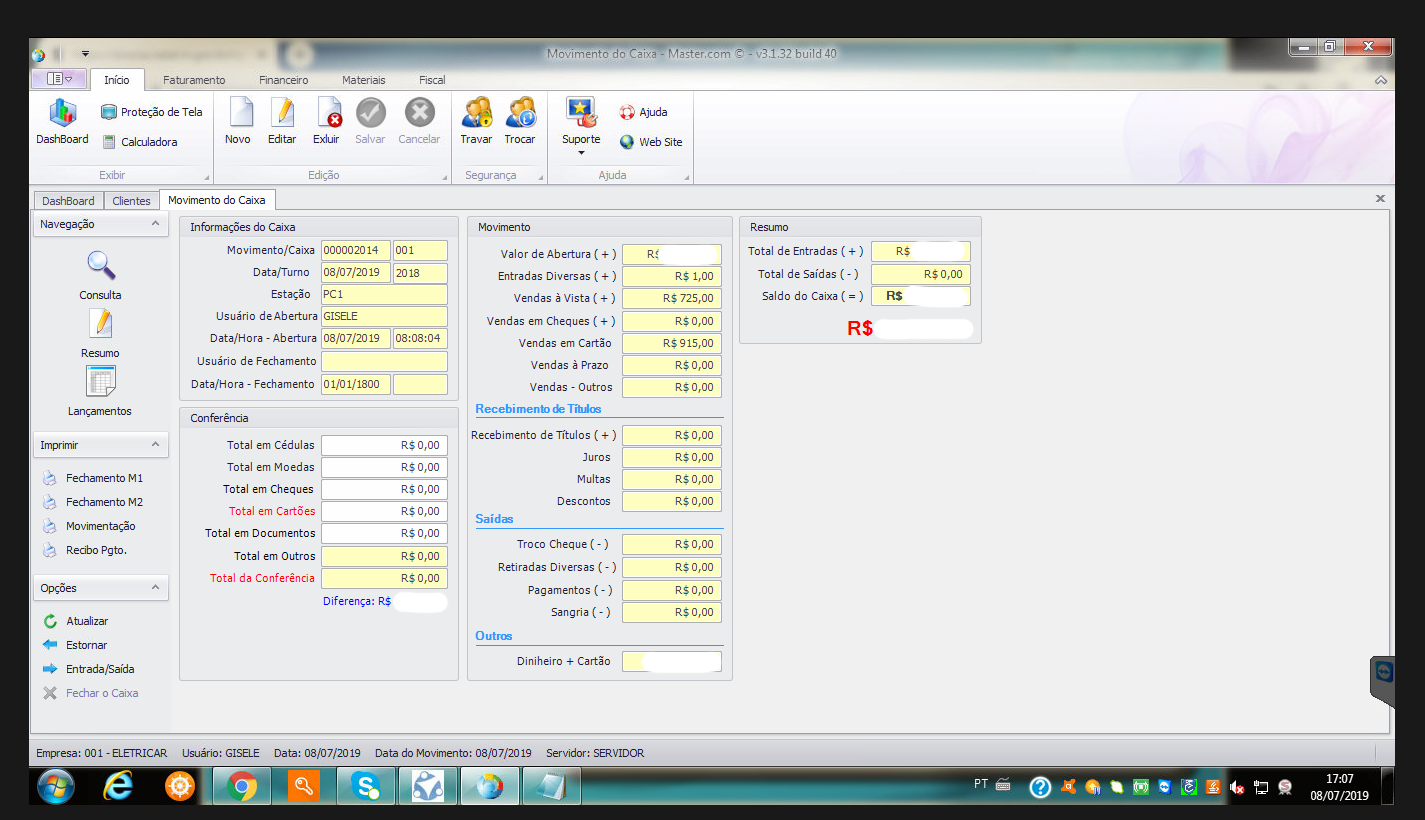 Movimento do Caixa - Master.com © - v3.1.32 build 40
Início Faturamento Financeiro Materiais Fiscal
DashBoard
Proteção de Tela
Calculadora
Exibir
Novo Editar Exluir Salvar Cancelar
Edição
Travar Trocar
Segurança
Suporte
Ajuda
Web Site
Ajuda
DashBoard Clientes Movimento do Caixa
Navegação
Consulta
Resumo
Lançamentos
Imprimir
Fechamento M1
Fechamento M2
Movimentação
Recibo Pgto.
Opções
Atualizar
Estornar
Entrada/Saída
Fechar o Caixa
Informações do Caixa
Movimento/Caixa 000002014 001
Data/Turno 08/07/2019 2018
Estação PC1
Usuário de Abertura GISELE
Data/Hora - Abertura 08/07/2019 08:08:04
Usuário de Fechamento
Data/Hora - Fechamento 01/01/1800
Conferência
Total em Cédulas R$ 0,00
Total em Moedas R$ 0,00
Total em Cheques R$ 0,00
Total em Cartões R$ 0,00
Total em Documentos R$ 0,00
Total em Outros R$ 0,00
Total da Conferência R$ 0,00
Diferença: R$
Movimento
Valor de Abertura ( + ) R$
Entradas Diversas ( + ) R$ 1,00
Vendas à Vista ( + ) R$ 725,00
Vendas em Cheques ( + ) R$ 0,00
Vendas em Cartão R$ 915,00
Vendas à Prazo R$ 0,00
Vendas - Outros R$ 0,00
Recebimento de Títulos
Recebimento de Títulos ( + ) R$ 0,00
Juros R$ 0,00
Multas R$ 0,00
Descontos R$ 0,00
Saídas
Troco Cheque ( - ) R$ 0,00
Retiradas Diversas ( - ) R$ 0,00
Pagamentos ( - ) R$ 0,00
Sangria ( - ) R$ 0,00
Outros
Diniheiro + Cartão
Resumo
Total de Entradas ( + ) R$
Total de Saídas ( - ) R$ 0,00
Saldo do Caixa ( = ) R$
R$
Empresa: 001 - ELETRICAR Usuário: GISELE Data: 08/07/2019 Data do Movimento: 08/07/2019 Servidor: SERVIDOR
PT
17:07
08/07/2019